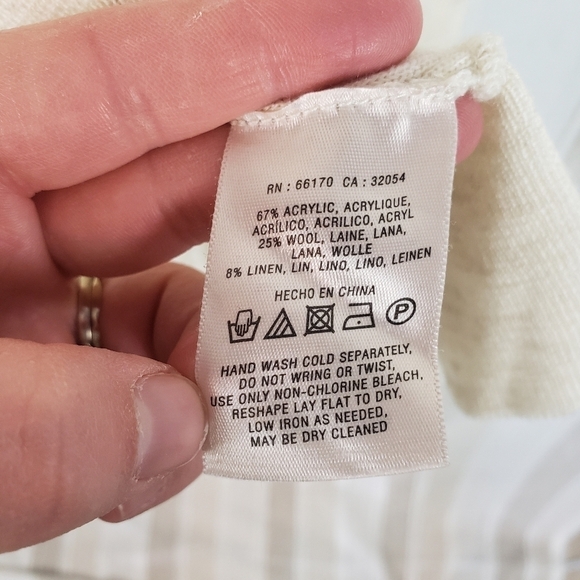 RN : 66170 CA : 32054
67% ACRYLIC, ACRYLIQUE,
ACRÍLICO, ACRILICO, ACRYL
25% WOOL, LAINE, LANA,
LANA, WOLLE
8% LINEN, LIN, LINO, LINO, LEINEN
HECHO EN CHINA
P
HAND WASH COLD SEPARATELY,
DO NOT WRING OR TWIST,
USE ONLY NON-CHLORINE BLEACH,
RESHAPE LAY FLAT TO DRY,
LOW IRON AS NEEDED,
MAY BE DRY CLEANED